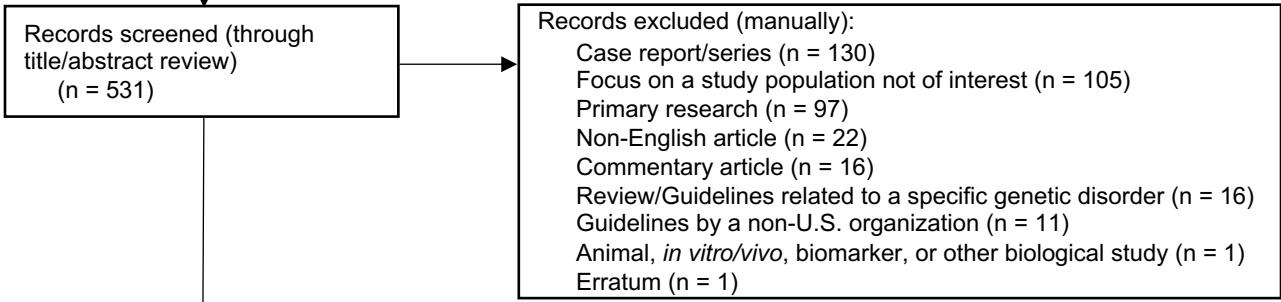 Records screened (through
title/abstract review)
(n = 531)
Records excluded (manually):
Case report/series (n = 130)
Focus on a study population not of interest (n = 105)
Primary research (n = 97)
Non-English article (n = 22)
Commentary article (n = 16)
Review/Guidelines related to a specific genetic disorder (n = 16)
Guidelines by a non-U.S. organization (n = 11)
Animal, in vitro/vivo, biomarker, or other biological study (n = 1)
Erratum (n = 1)